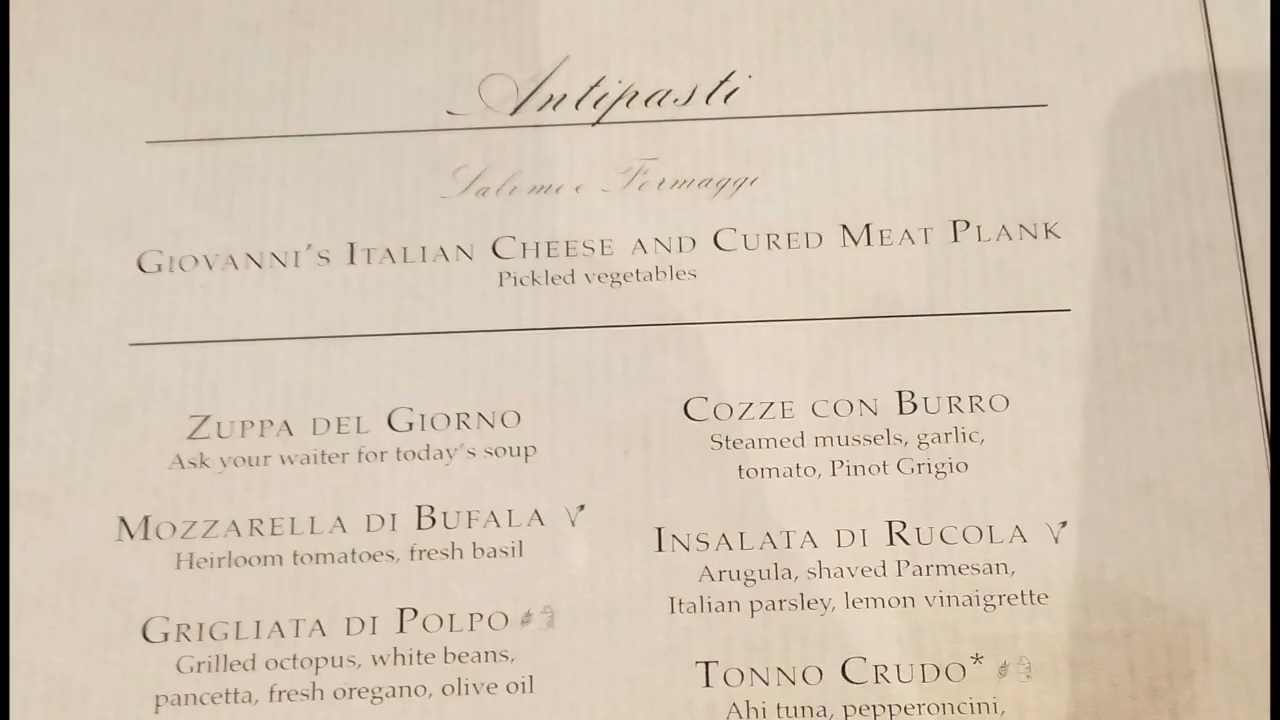 Antipasti
Salumi e Formaggi
GIOVANNI'S ITALIAN CHEESE AND CURED MEAT PLANK
Pickled vegetables
ZUPPA DEL GIORNO
Ask your waiter for today's soup
MOZZARELLA DI BUFALA V
Heirloom tomatoes, fresh basil
GRIGLIATA DI POLPO
Grilled octopus, white beans,
pancetta, fresh oregano, olive oil
COZZE CON BURRO
Steamed mussels, garlic,
tomato, Pinot Grigio
INSALATA DI RUCOLA V
Arugula, shaved Parmesan,
Italian parsley, lemon vinaigrette
TONNO CRUDO*
Ahi tuna, pepperoncini,